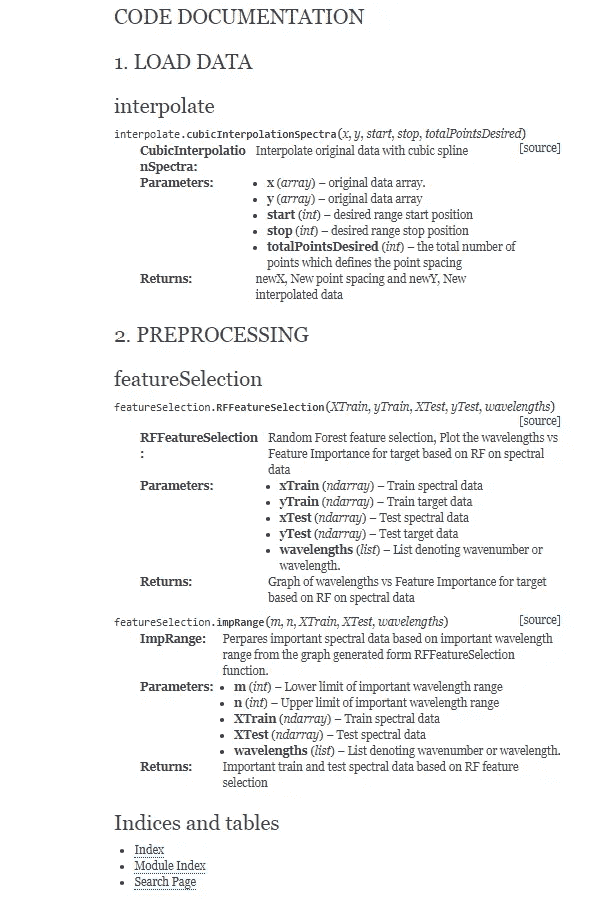 CODE DOCUMENTATION
1. LOAD DATA
interpolate
interpolate.cubicInterpolationSpectra(x, y, start, stop, totalPointsDesired)
[source]
CubicInterpolatio Interpolate original data with cubic spline
nSpectra:
Parameters: • x (array) – original data array.
• y (array) – original data array
• start (int) – desired range start position
• stop (int) – desired range stop position
• totalPointsDesired (int) – the total number of
points which defines the point spacing
Returns: newX, New point spacing and newY, New
interpolated data
2. PREPROCESSING
featureSelection
featureSelection.RFFeatureSelection(XTrain, yTrain, XTest, yTest, wavelengths)
[source]
RFFeatureSelection Random Forest feature selection, Plot the wavelengths vs
: Feature Importance for target based on RF on spectral
data
Parameters: • xTrain (ndarray) – Train spectral data
• yTrain (ndarray) – Train target data
• xTest (ndarray) – Test spectral data
• yTest (ndarray) – Test target data
• wavelengths (list) – List denoting wavenumber or
wavelength.
Returns: Graph of wavelengths vs Feature Importance for target
based on RF on spectral data
featureSelection.impRange(m, n, XTrain, XTest, wavelengths) [source]
ImpRange: Perpares important spectral data based on important wavelength
range from the graph generated form RFFeatureSelection
function.
Parameters: • m (int) – Lower limit of important wavelength range
• n (int) – Upper limit of important wavelength range
• XTrain (ndarray) – Train spectral data
• XTest (ndarray) – Test spectral data
• wavelengths (list) – List denoting wavenumber or wavelength.
Returns: Important train and test spectral data based on RF feature
selection
Indices and tables
• Index
• Module Index
• Search Page